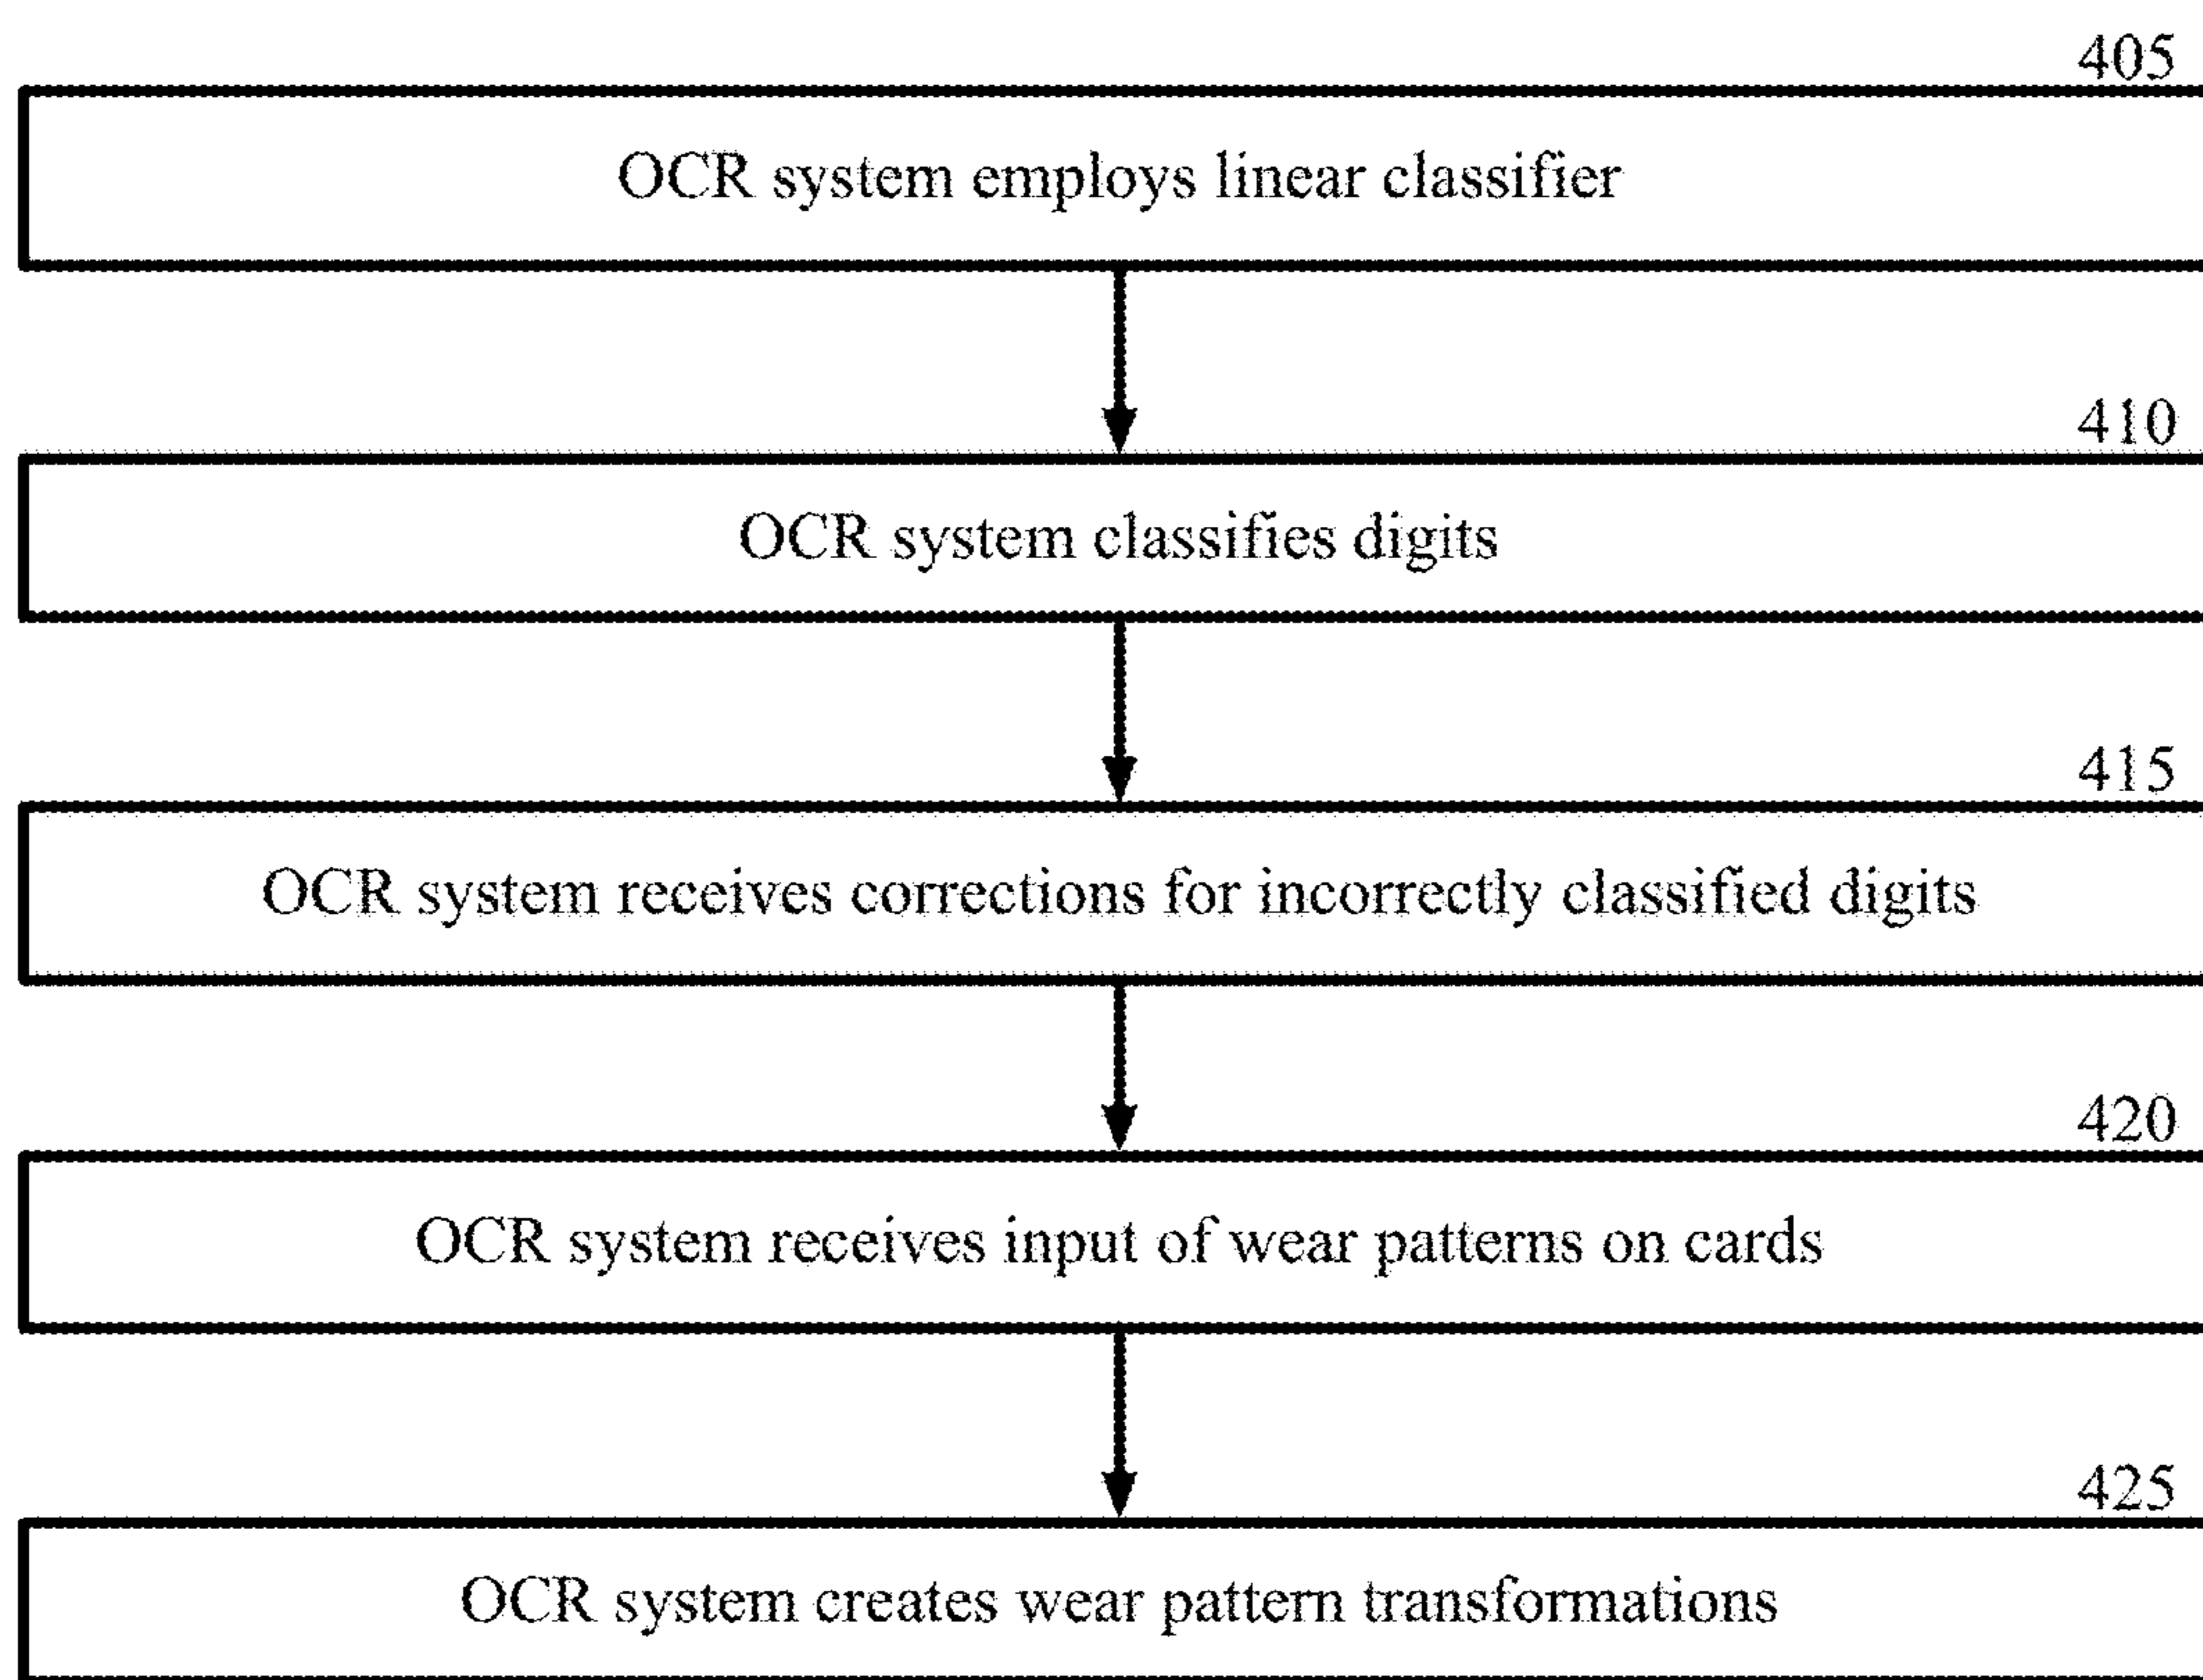 405
OCR system employs linear classifier
410
OCR system classifies digits
415
OCR system receives corrections for incorrectly classified digits
420
OCR system receives input of wear patterns on cards
425
OCR system creates wear pattern transformations